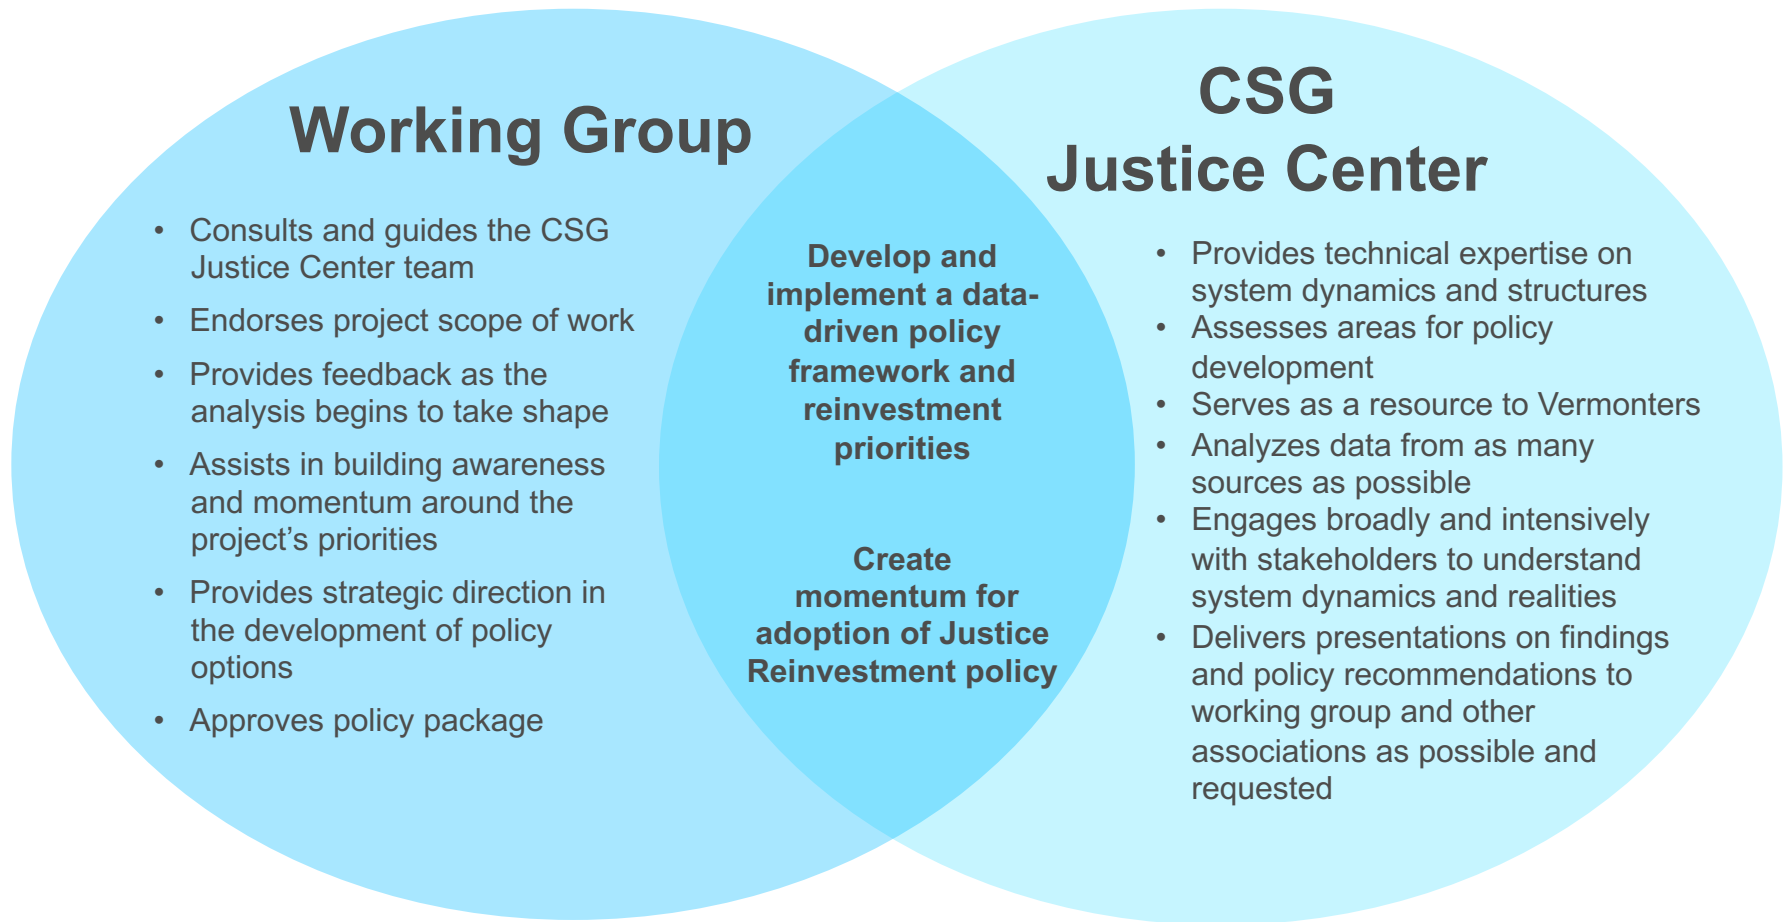 Working Group
• Consults and guides the CSG
Justice Center team
• Endorses project scope of work
• Provides feedback as the
analysis begins to take shape
• Assists in building awareness
and momentum around the
project’s priorities
• Provides strategic direction in
the development of policy
options
• Approves policy package
Develop and
implement a data-
driven policy
framework and
reinvestment
priorities
Create
momentum for
adoption of Justice
Reinvestment policy
CSG
Justice Center
• Provides technical expertise on
system dynamics and structures
• Assesses areas for policy
development
• Serves as a resource to Vermonters
• Analyzes data from as many
sources as possible
• Engages broadly and intensively
with stakeholders to understand
system dynamics and realities
• Delivers presentations on findings
and policy recommendations to
working group and other
associations as possible and
requested